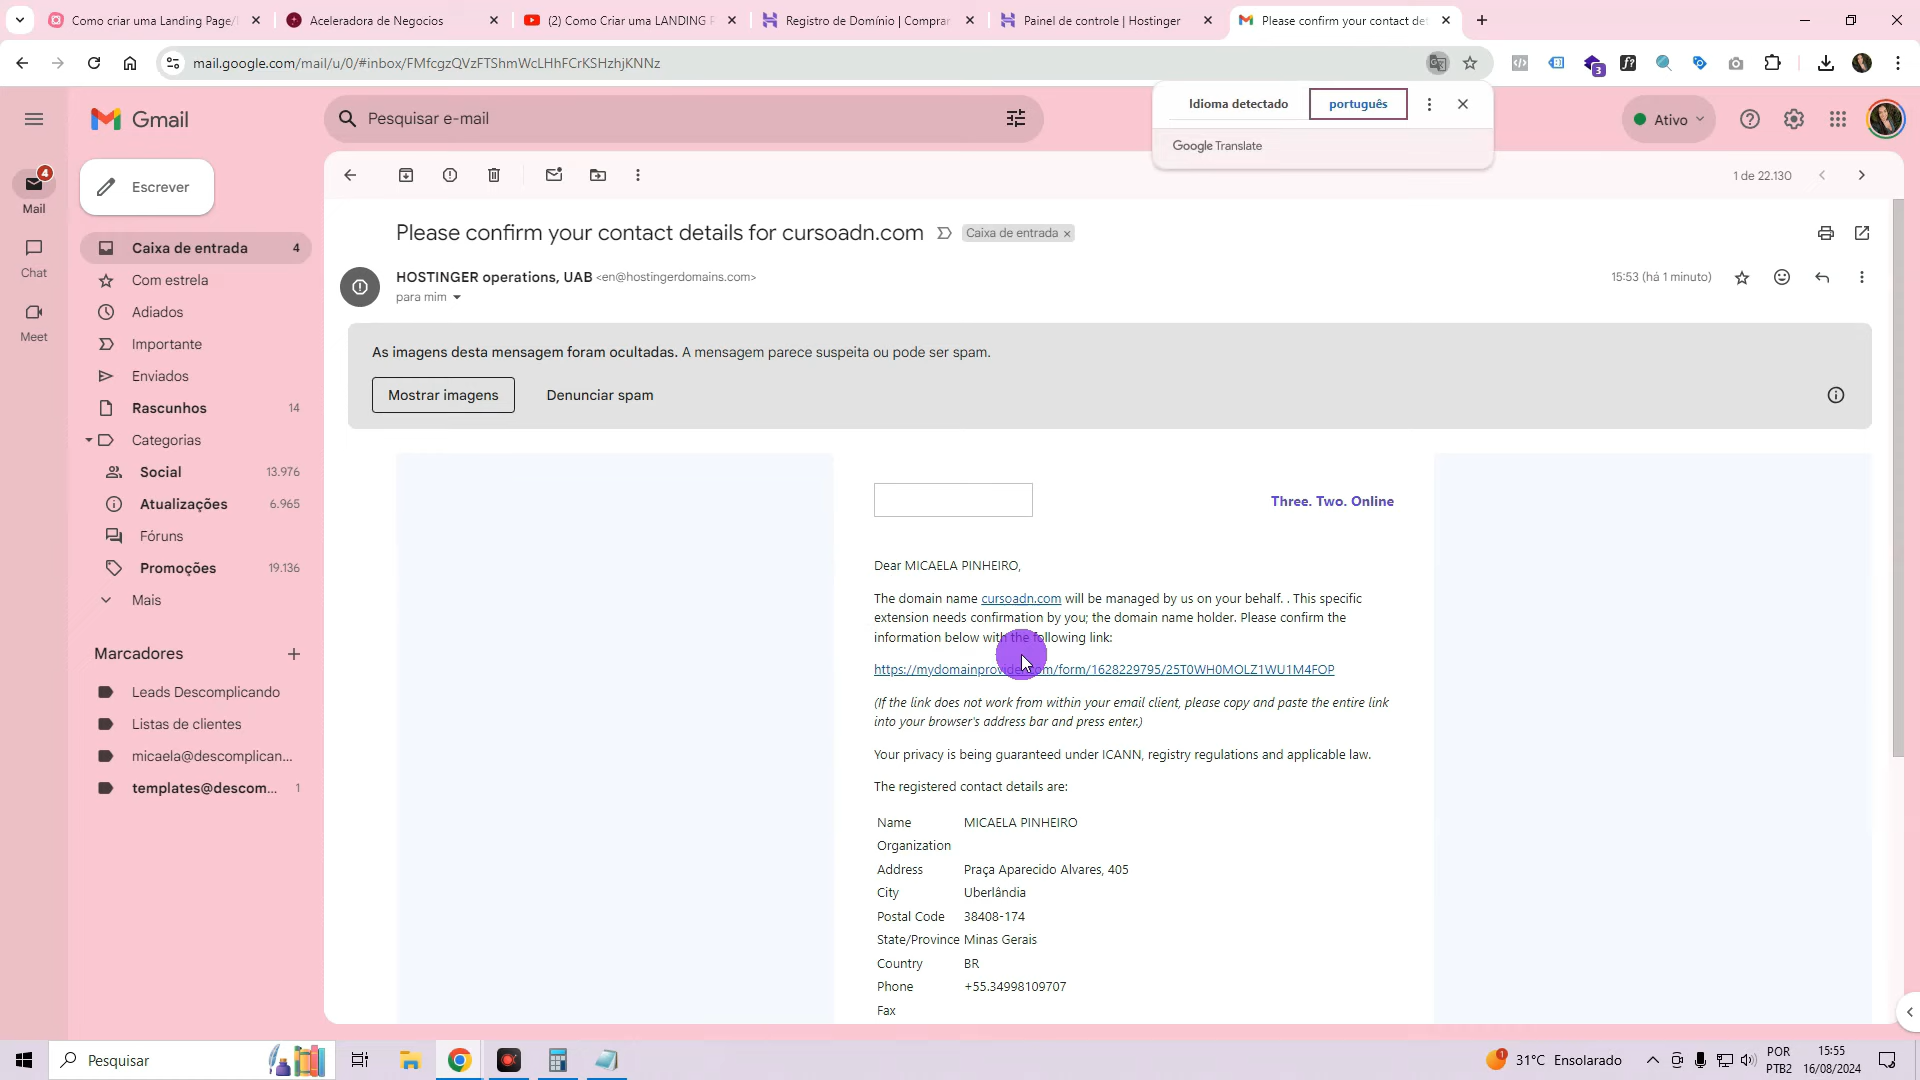 Como criar uma Landing Page/
Aceleradora de Negocios
(2) Como Criar uma LANDING P
Registro de Domínio | Comprar
Painel de controle | Hostinger
Please confirm your contact det
mail.google.com/mail/u/0/#inbox/FMfcgzQVzFTShmWcLHhFCrKSHzhjKNNz
3
Idioma detectado
português
Google Translate
Gmail
Pesquisar e-mail
Ativo
4
Mail
Chat
Meet
Escrever
Caixa de entrada 4
Com estrela
Adiados
Importante
Enviados
Rascunhos 14
Categorias
Social 13.976
Atualizações 6.965
Fóruns
Promoções 19.136
Mais
Marcadores
Leads Descomplicando
Listas de clientes
micaela@descomplican...
templates@descom... 1
1 de 22.130
Please confirm your contact details for cursoadn.com
Caixa de entrada x
HOSTINGER operations, UAB <en@hostingerdomains.com>
para mim
15:53 (há 1 minuto)
As imagens desta mensagem foram ocultadas. A mensagem parece suspeita ou pode ser spam.
Mostrar imagens
Denunciar spam
Three. Two. Online
Dear MICAELA PINHEIRO,
The domain name cursoadn.com will be managed by us on your behalf. . This specific
extension needs confirmation by you; the domain name holder. Please confirm the
information below with the following link:
https://mydomainprovider.com/form/1628229795/25T0WH0MOLZ1WU1M4FOP
(If the link does not work from within your email client, please copy and paste the entire link
into your browser's address bar and press enter.)
Your privacy is being guaranteed under ICANN, registry regulations and applicable law.
The registered contact details are:
Name MICAELA PINHEIRO
Organization
Address Praça Aparecido Alvares, 405
City Uberlândia
Postal Code 38408-174
State/Province Minas Gerais
Country BR
Phone +55.34998109707
Fax
Pesquisar
1
31°C Ensolarado
POR
PTB2
15:55
16/08/2024